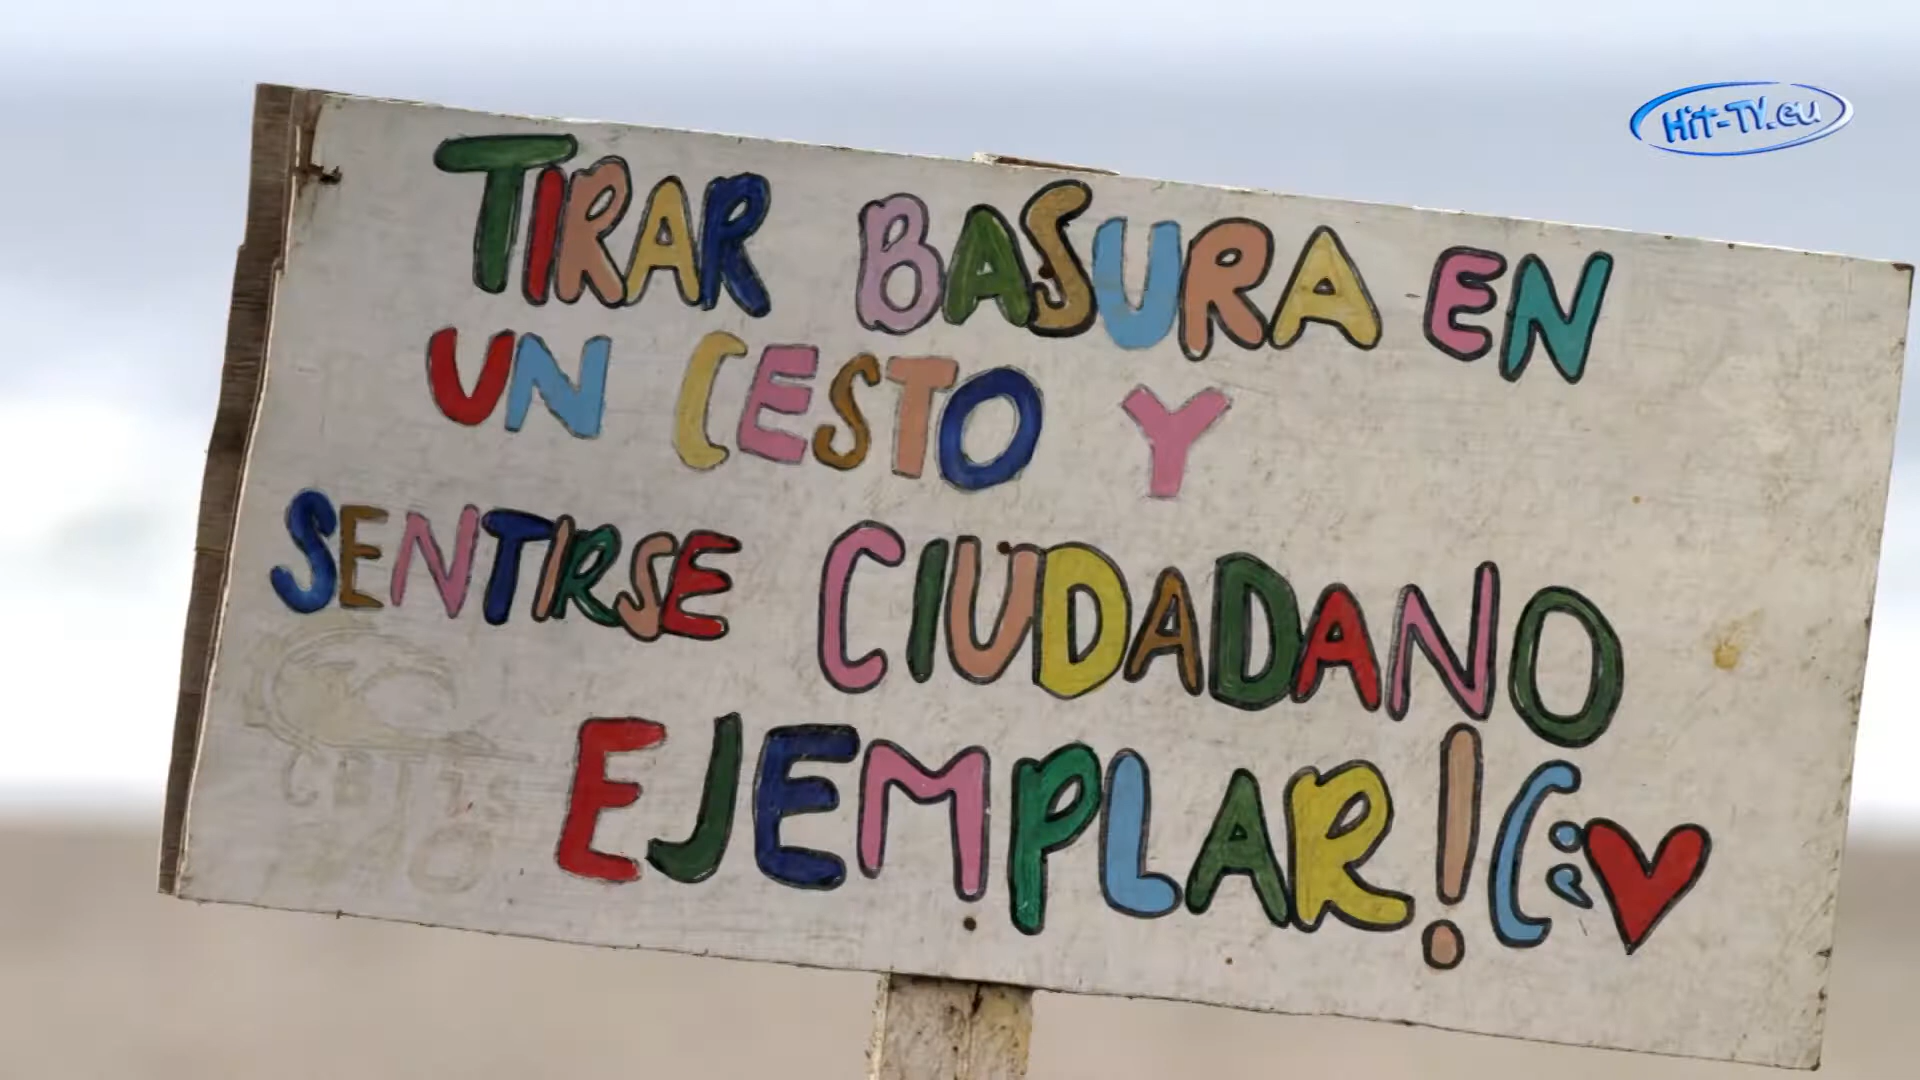 Hit-TV.eu
TIRAR BASURA EN
UN CESTO Y
SENTIRSE CIUDADANO
EJEMPLAR! (: